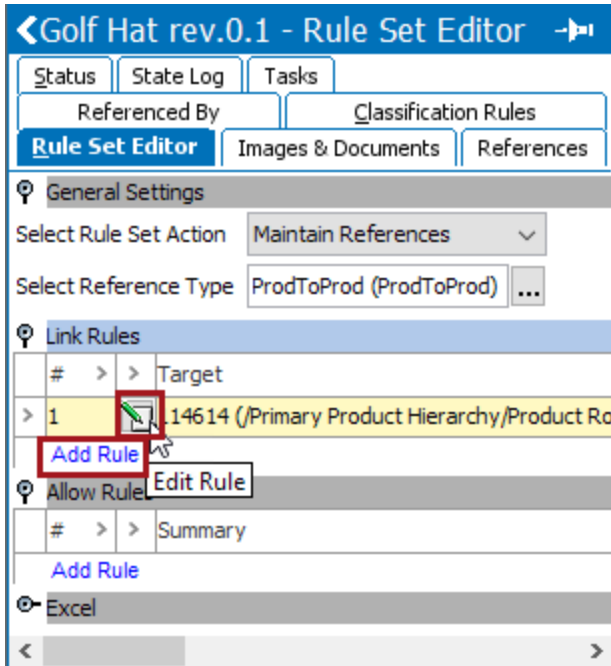 Golf Hat rev.0.1 - Rule Set Editor
Status State Log Tasks
Referenced By Classification Rules
Rule Set Editor Images & Documents References
General Settings
Select Rule Set Action Maintain References
Select Reference Type ProdToProd (ProdToProd) ...
Link Rules
# > > Target
> 1 114614 (/Primary Product Hierarchy/Product Ro
Add Rule
Edit Rule
Allow Rules
# > > Summary
Add Rule
Excel